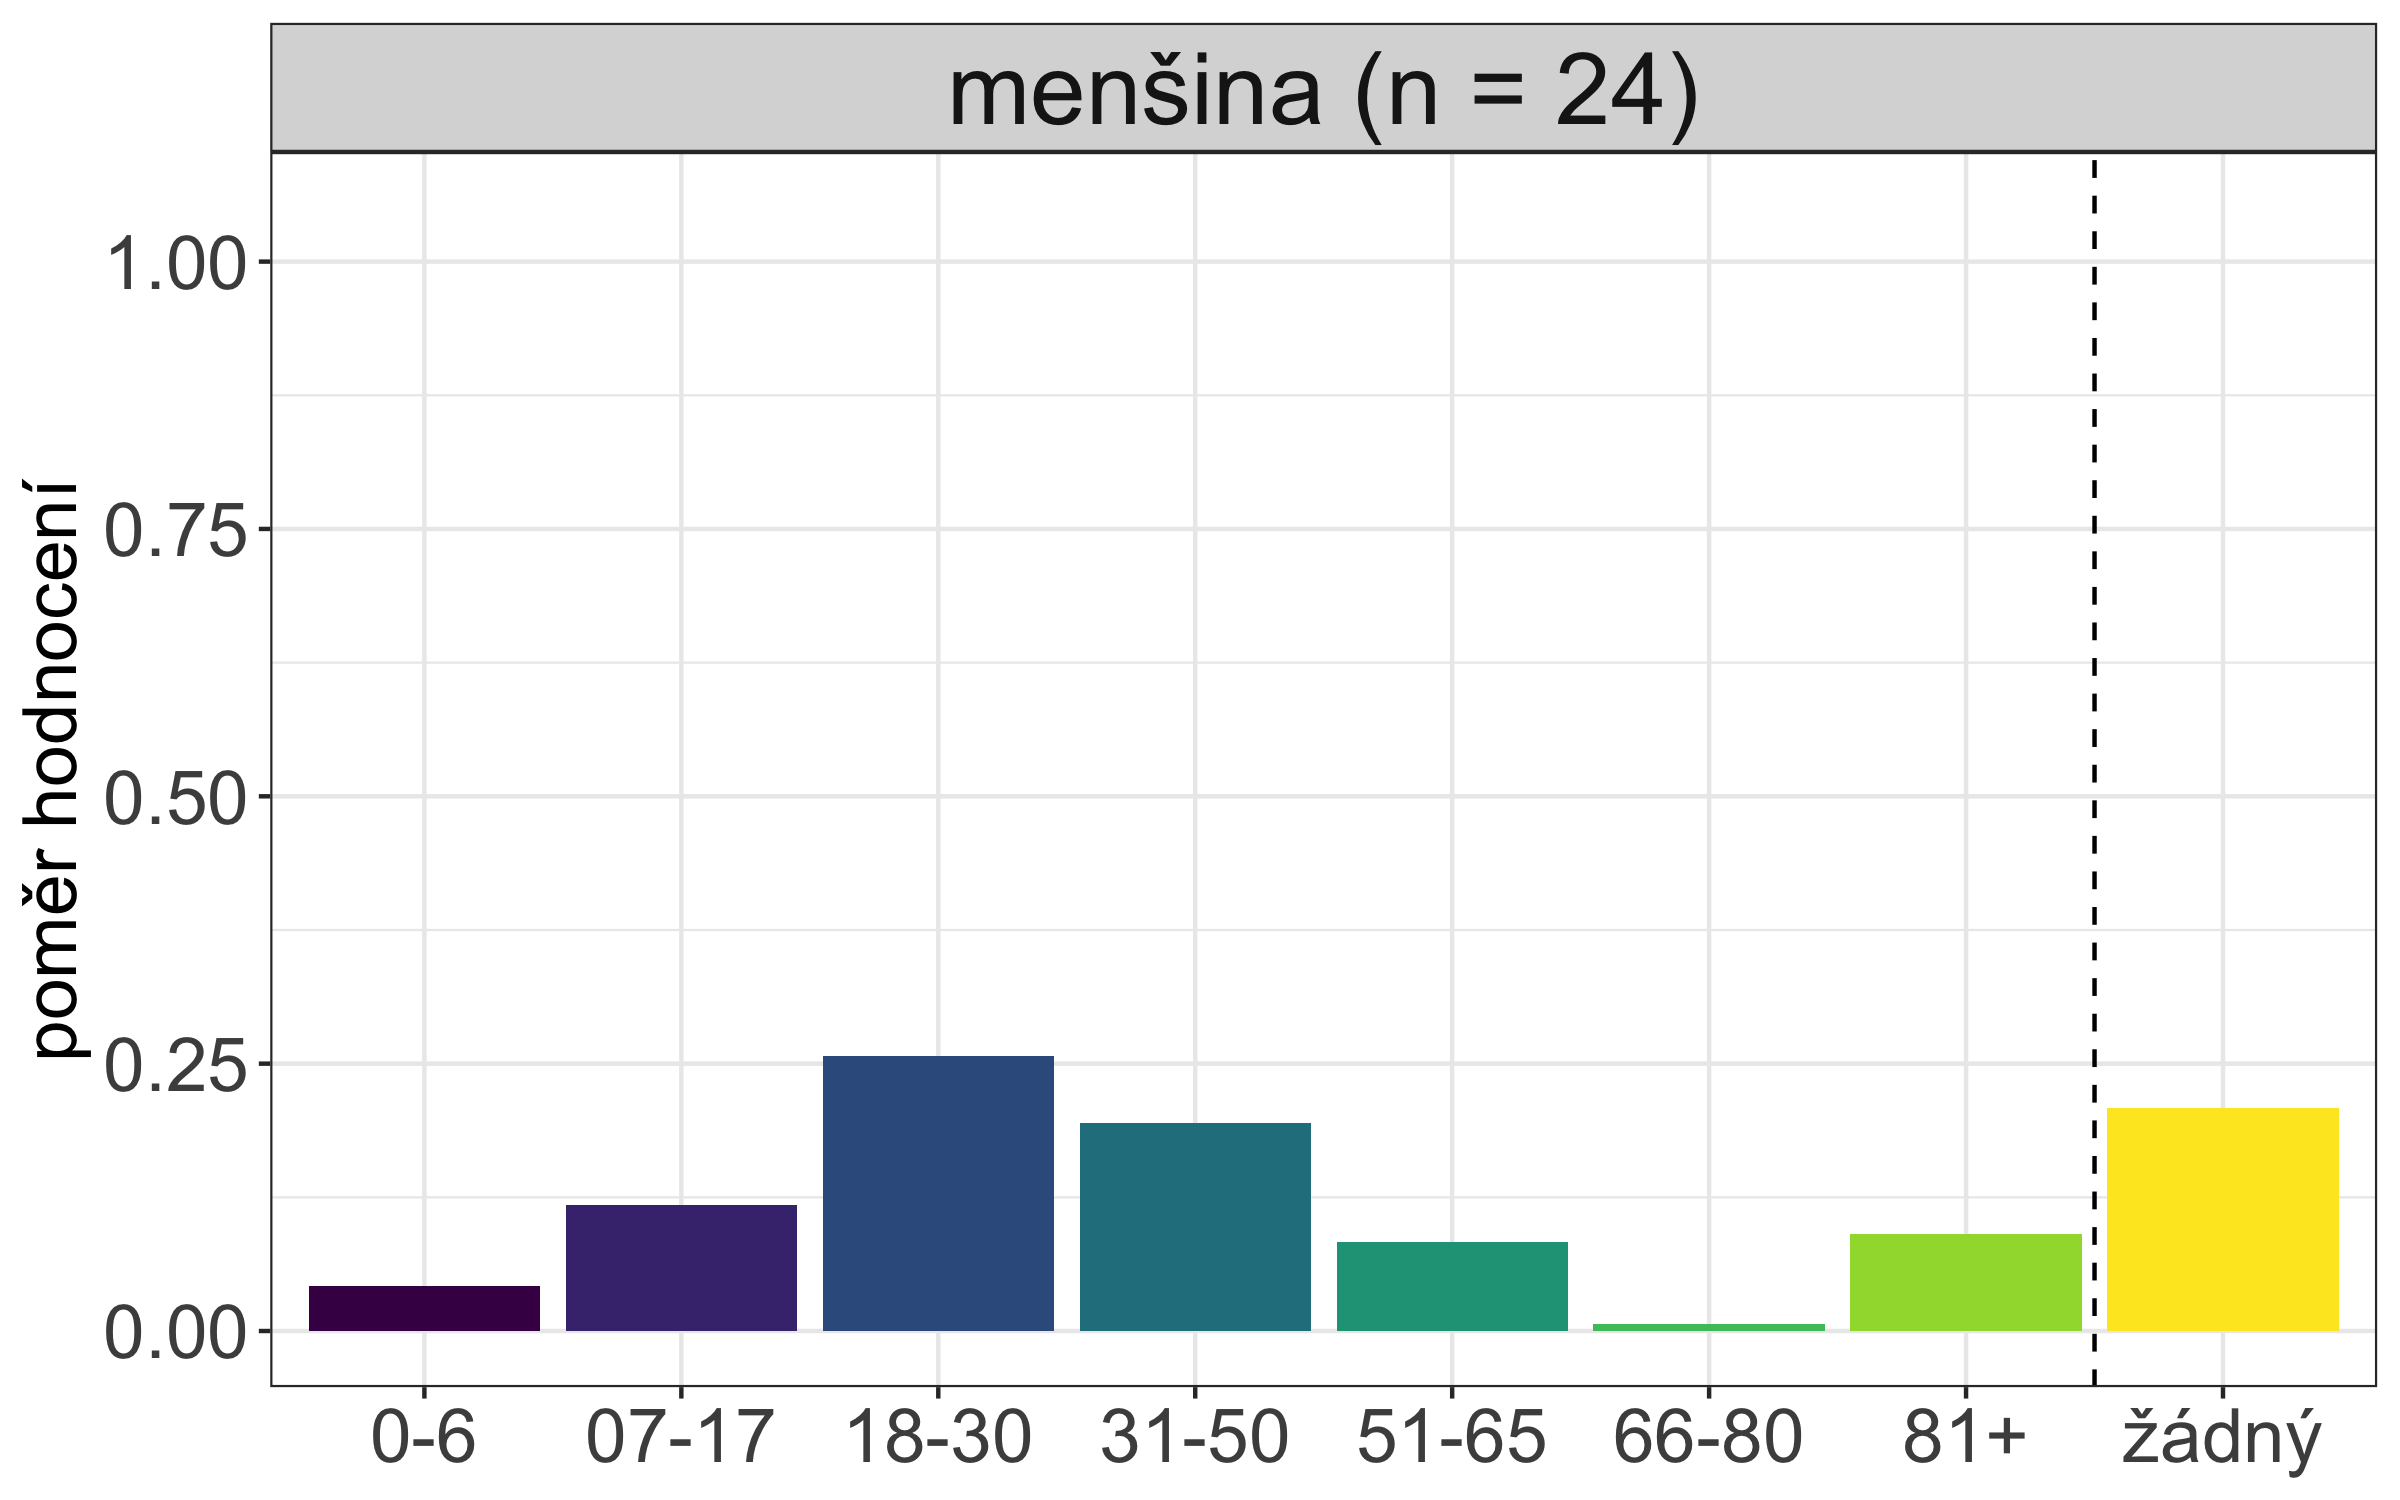 menšina (n = 24)
poměr hodnocení
1.00
0.75
0.50
0.25
0.00
0-6 07-17 18-30 31-50 51-65 66-80 81+ žádný